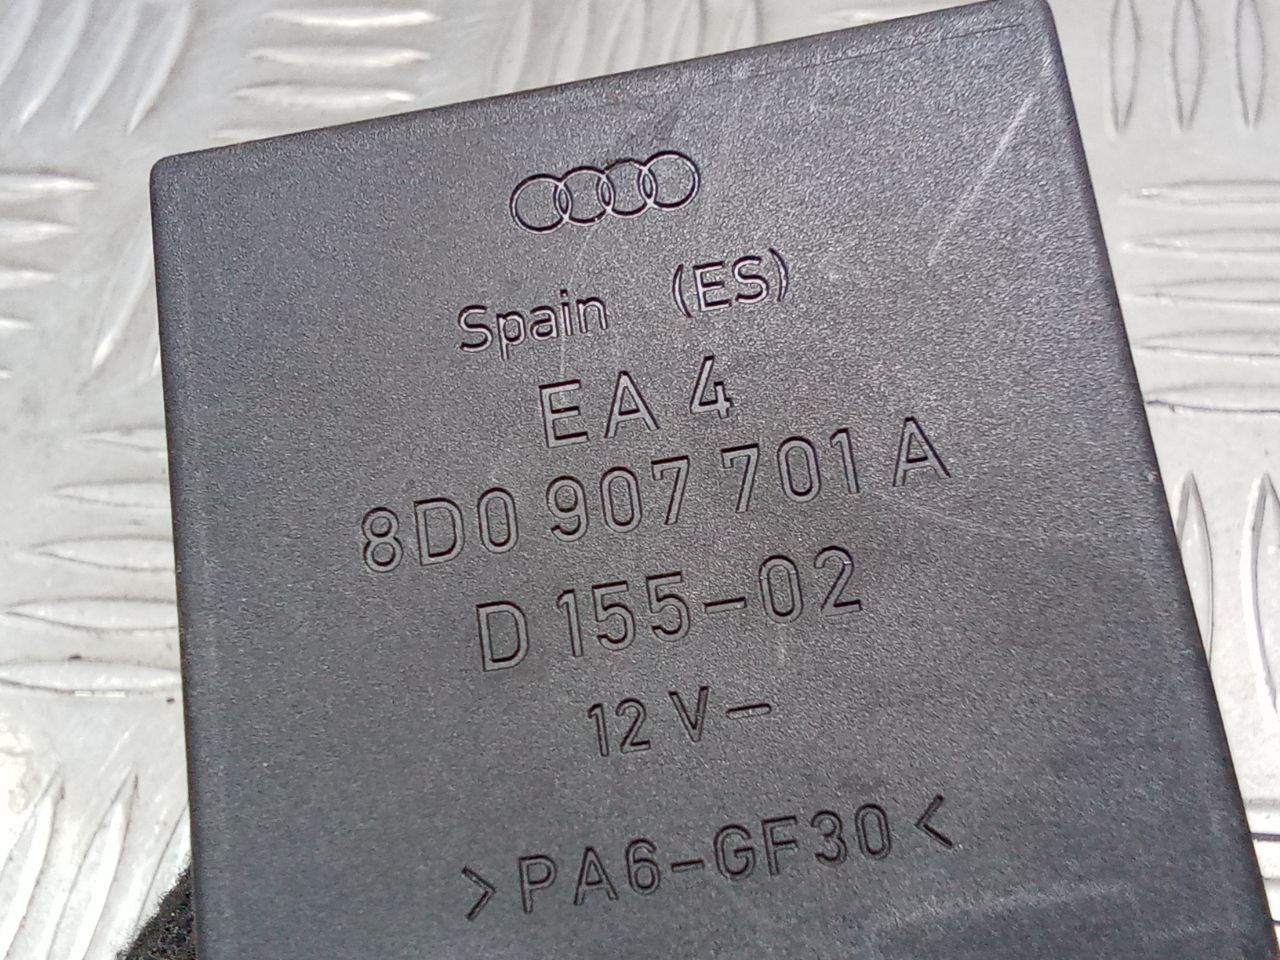 Spain (ES)
EA 4
8D0 907 701 A
D 155-02
12 V-
>PA6-GF30<